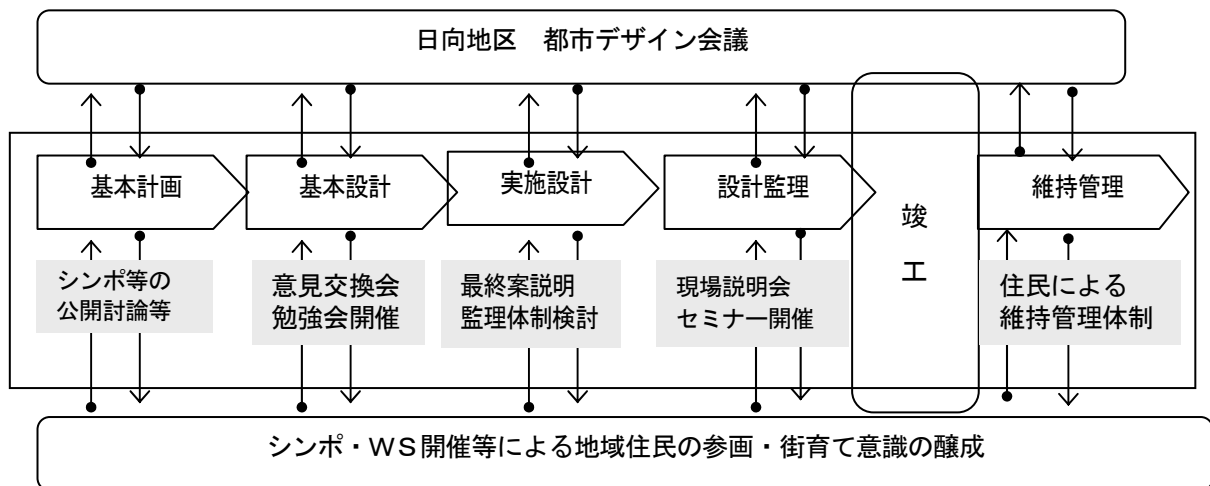 日向地区　都市デザイン会議
基本計画
基本設計
実施設計
設計監理
竣
工
維持管理
シンポ等の
公開討論等
意見交換会
勉強会開催
最終案説明
監理体制検討
現場説明会
セミナー開催
住民による
維持管理体制
シンポ・ＷＳ開催等による地域住民の参画・街育て意識の醸成